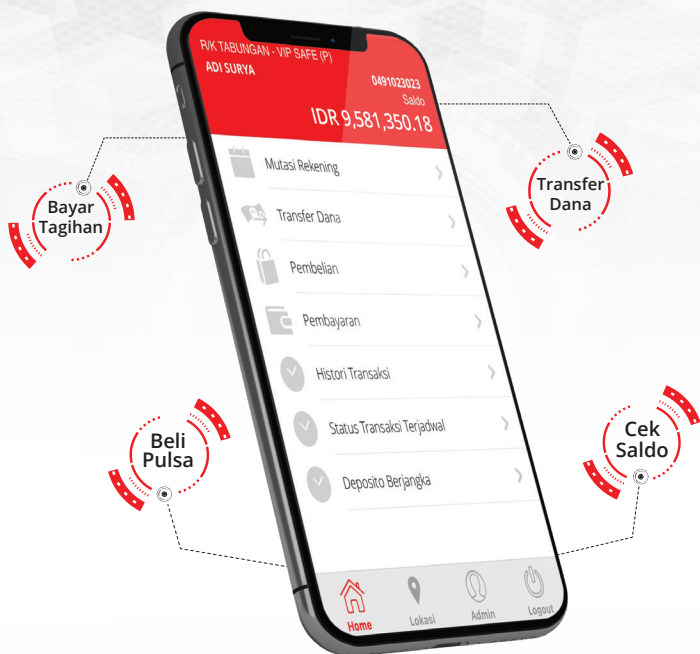 R/K TABUNGAN - VIP SAFE (P)
ADI SURYA
0491023023
Saldo
IDR 9,581,350.18
Mutasi Rekening
Transfer Dana
Pembelian
Pembayaran
Histori Transaksi
Status Transaksi Terjadwal
Deposito Berjangka
Home
Lokasi
Admin
Logout
Bayar
Tagihan
Transfer
Dana
Beli
Pulsa
Cek
Saldo